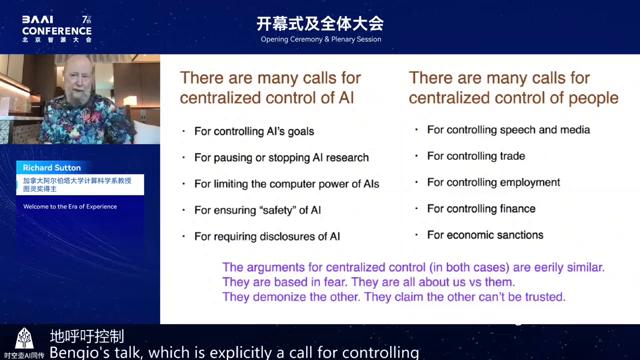 BAAI
CONFERENCE
北京智源大会
7th
开幕式及全体大会
Opening Ceremony & Plenary Session
Richard Sutton
加拿大阿尔伯塔大学计算科学系教授
图灵奖得主
Welcome to the Era of Experience
There are many calls for
centralized control of AI
• For controlling AI's goals
• For pausing or stopping AI research
• For limiting the computer power of AIs
• For ensuring “safety” of AI
• For requiring disclosures of AI
There are many calls for
centralized control of people
• For controlling speech and media
• For controlling trade
• For controlling employment
• For controlling finance
• For economic sanctions
The arguments for centralized control (in both cases) are eerily similar.
They are based in fear. They are all about us vs them.
They demonize the other. They claim the other can't be trusted.
时空壶AI同传
地呼吁控制
Bengio's talk, which is explicitly a call for controlling